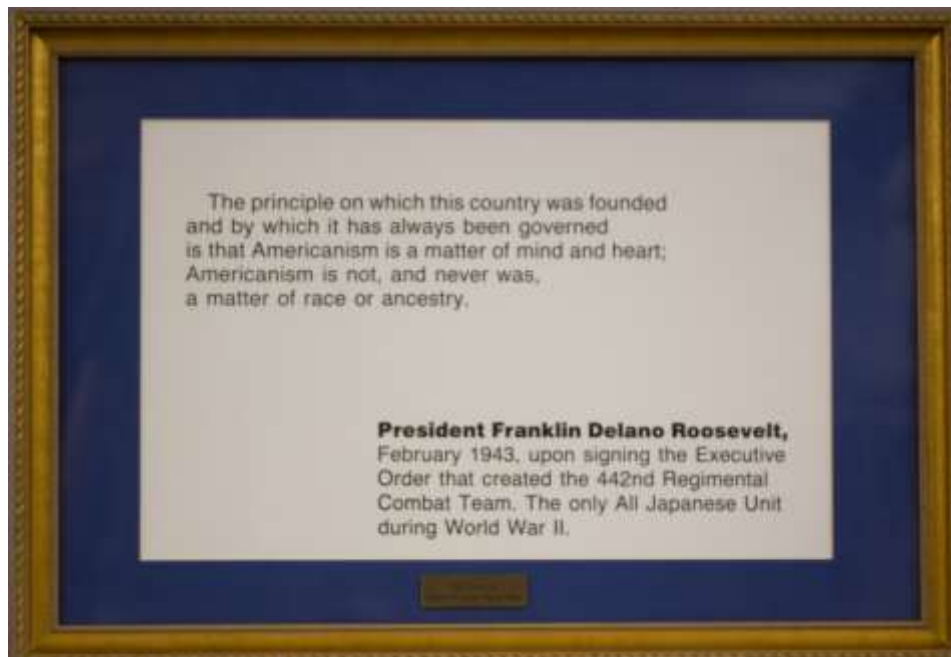 The principle on which this country was founded
and by which it has always been governed
is that Americanism is a matter of mind and heart;
Americanism is not, and never was,
a matter of race or ancestry.
President Franklin Delano Roosevelt,
February 1943, upon signing the Executive
Order that created the 442nd Regimental
Combat Team. The only All Japanese Unit
during World War II.